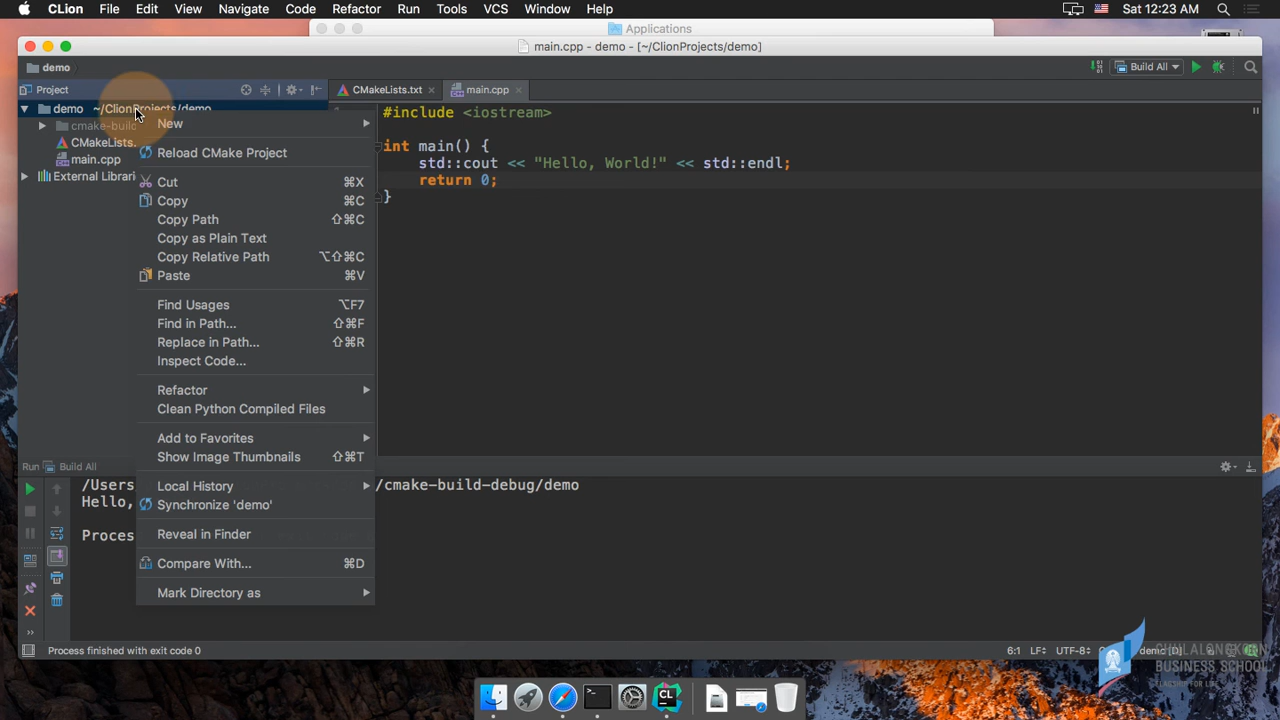 CLion File Edit View Navigate Code Refactor Run Tools VCS Window Help Sat 12:23 AM
Applications
main.cpp - demo - [~/ClionProjects/demo]
demo Build All
Project CMakeLists.txt main.cpp
demo ~/ClionProjects/demo
cmake-build
CMakeLists.
main.cpp
External Librari
#include <iostream>
int main() {
std::cout << "Hello, World!" << std::endl;
return 0;
}
New
Reload CMake Project
Cut ⌘X
Copy ⌘C
Copy Path ⇧⌘C
Copy as Plain Text
Copy Relative Path ⌥⇧⌘C
Paste ⌘V
Find Usages ⌥F7
Find in Path... ⇧⌘F
Replace in Path... ⇧⌘R
Inspect Code...
Refactor
Clean Python Compiled Files
Add to Favorites
Show Image Thumbnails ⇧⌘T
Local History
Synchronize 'demo'
Reveal in Finder
Compare With... ⌘D
Mark Directory as
Run Build All
/Users /cmake-build-debug/demo
Hello,
Proces
Process finished with exit code 0 6:1 LF UTF-8 demo [D]
CHULALONGKORN
BUSINESS SCHOOL
FLAGSHIP FOR LIFE